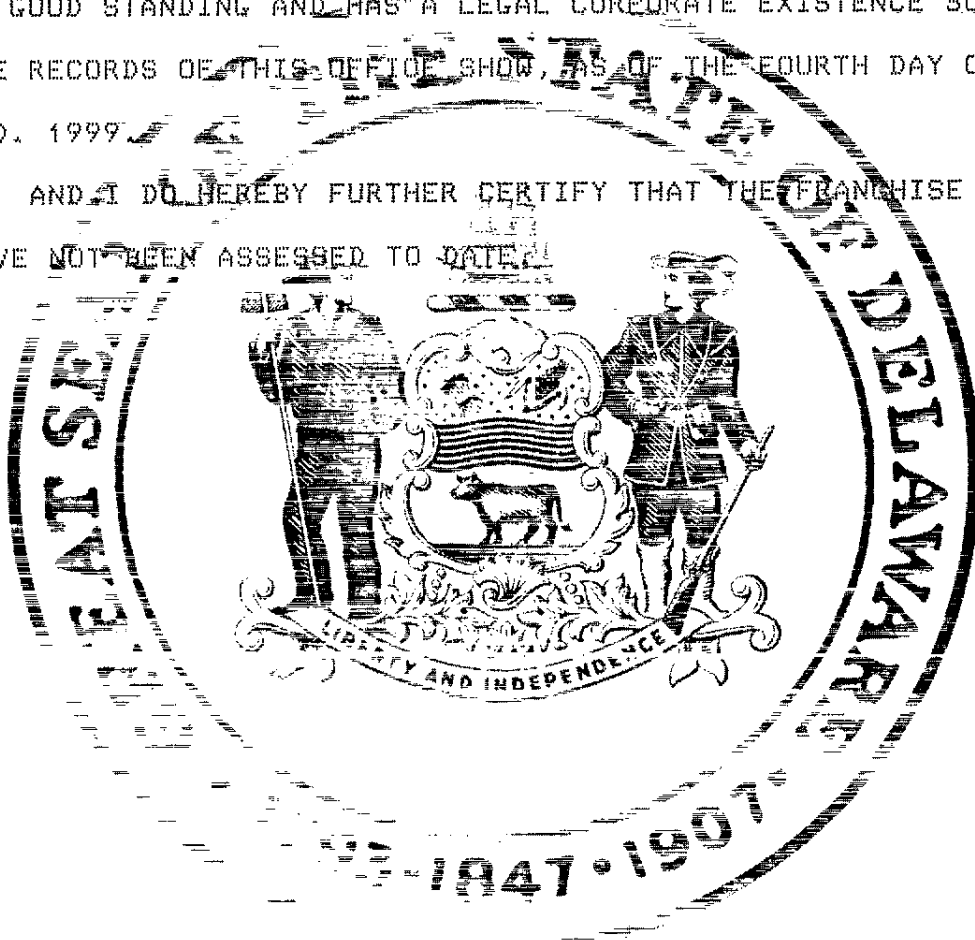 GOOD STANDING AND HAS A LEGAL CORPORATE EXISTENCE
RECORDS OF THIS OFFICE SHOW, AS OF THE FOURTH DAY
1999.
AND I DO HEREBY FURTHER CERTIFY THAT THE FRANCHISE
NOT BEEN ASSESSED TO DATE.
STATE OF DELAWARE
LIBERTY AND INDEPENDENCE
1847 • 1907 •